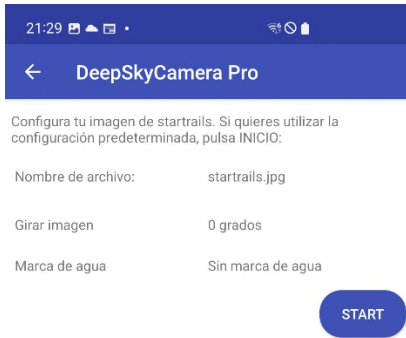 21:29
DeepSkyCamera Pro
Configura tu imagen de startrails. Si quieres utilizar la
configuración predeterminada, pulsa INICIO:
Nombre de archivo: startrails.jpg
Girar imagen 0 grados
Marca de agua Sin marca de agua
START